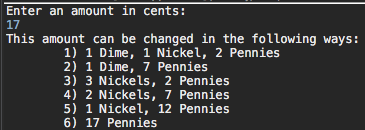 Enter an amount in cents:
17
This amount can be changed in the following ways:
1) 1 Dime, 1 Nickel, 2 Pennies
2) 1 Dime, 7 Pennies
3) 3 Nickels, 2 Pennies
4) 2 Nickels, 7 Pennies
5) 1 Nickel, 12 Pennies
6) 17 Pennies